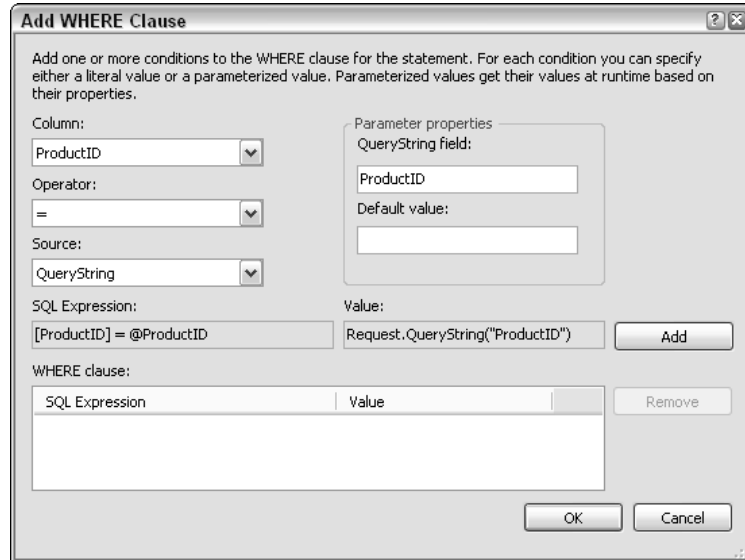 Add WHERE Clause
Add one or more conditions to the WHERE clause for the statement. For each condition you can specify
either a literal value or a parameterized value. Parameterized values get their values at runtime based on
their properties.
Column:
ProductID
Operator:
=
Source:
QueryString
Parameter properties
QueryString field:
ProductID
Default value:
SQL Expression:
[ProductID] = @ProductID
Value:
Request.QueryString("ProductID")
Add
WHERE clause:
SQL Expression Value
Remove
OK Cancel